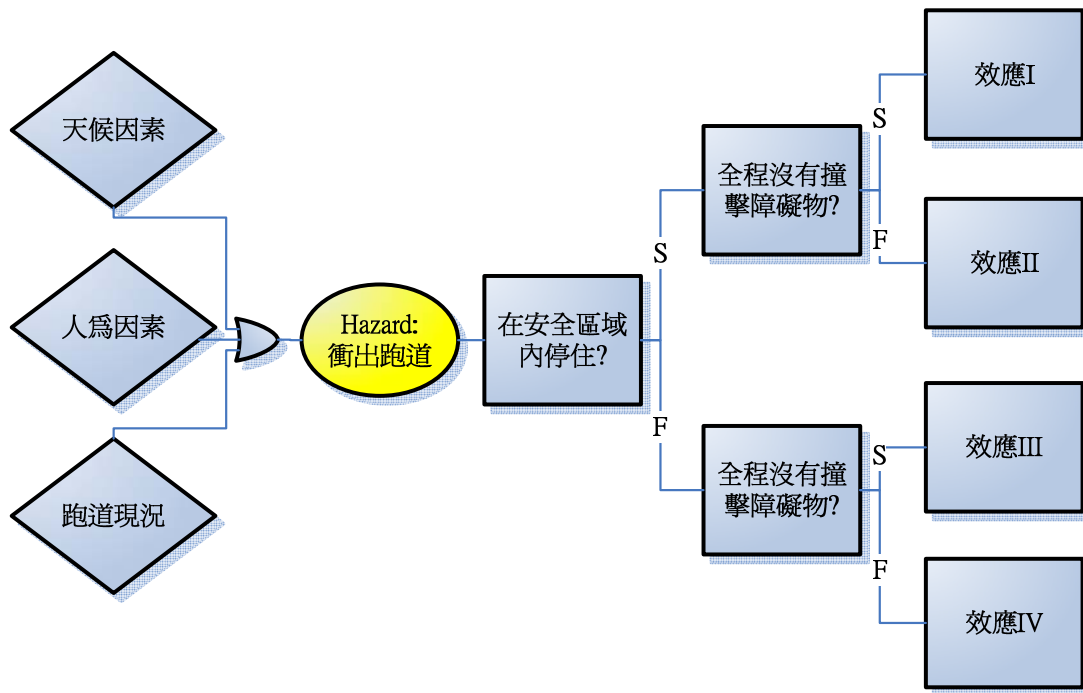 天候因素
人爲因素
跑道現況
Hazard:
衝出跑道
在安全區域
內停住?
S
F
全程沒有撞
擊障礙物?
S
F
全程沒有撞
擊障礙物?
S
F
效應I
效應II
效應III
效應IV